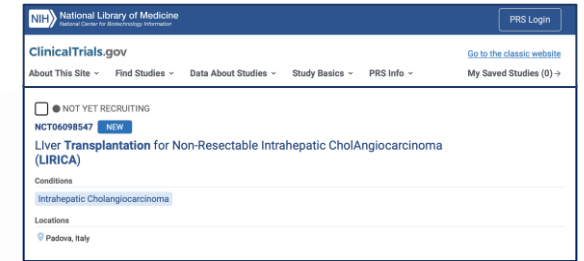 NIH National Library of Medicine
National Center for Biotechnology Information
PRS Login
ClinicalTrials.gov
Go to the classic website
About This Site Find Studies Data About Studies Study Basics PRS Info My Saved Studies (0) →
NOT YET RECRUITING
NCT06098547 NEW
LIver Transplantation for Non-Resectable Intrahepatic CholAngiocarcinoma
(LIRICA)
Conditions
Intrahepatic Cholangiocarcinoma
Locations
Padova, Italy